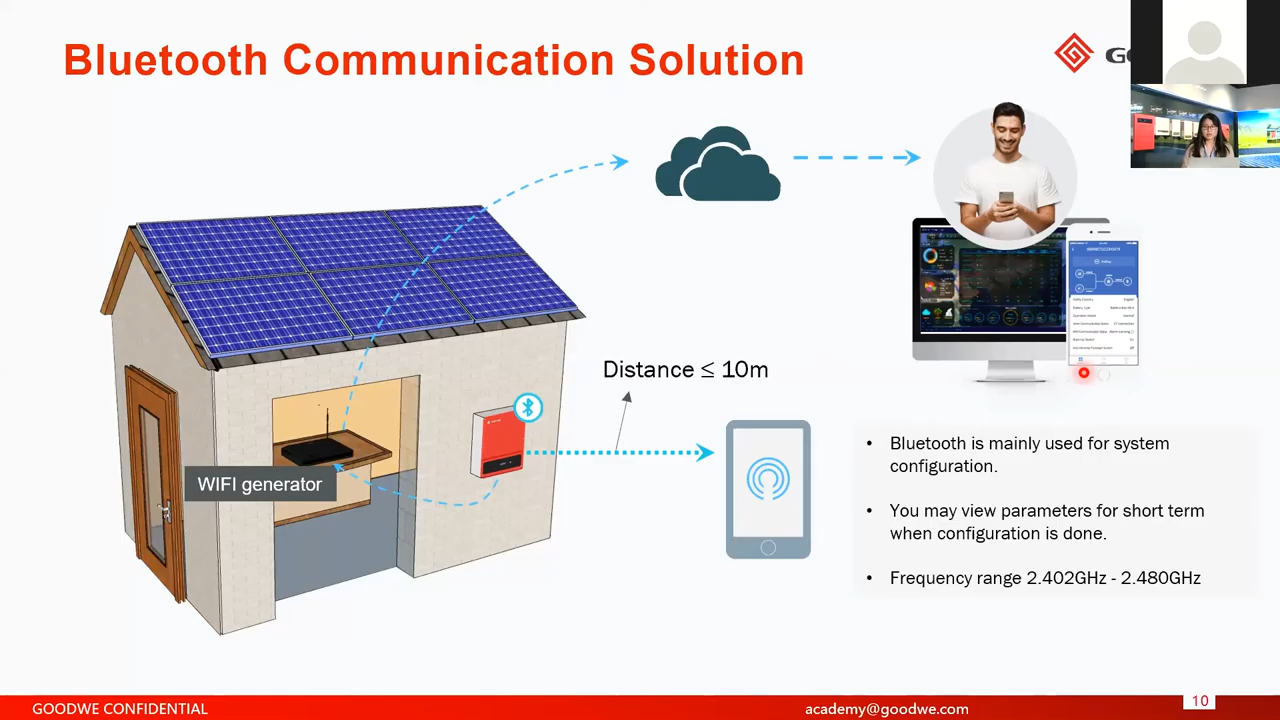 Bluetooth Communication Solution
Distance ≤ 10m
WIFI generator
• Bluetooth is mainly used for system
configuration.
• You may view parameters for short term
when configuration is done.
• Frequency range 2.402GHz - 2.480GHz
GOODWE CONFIDENTIAL
academy@goodwe.com
10